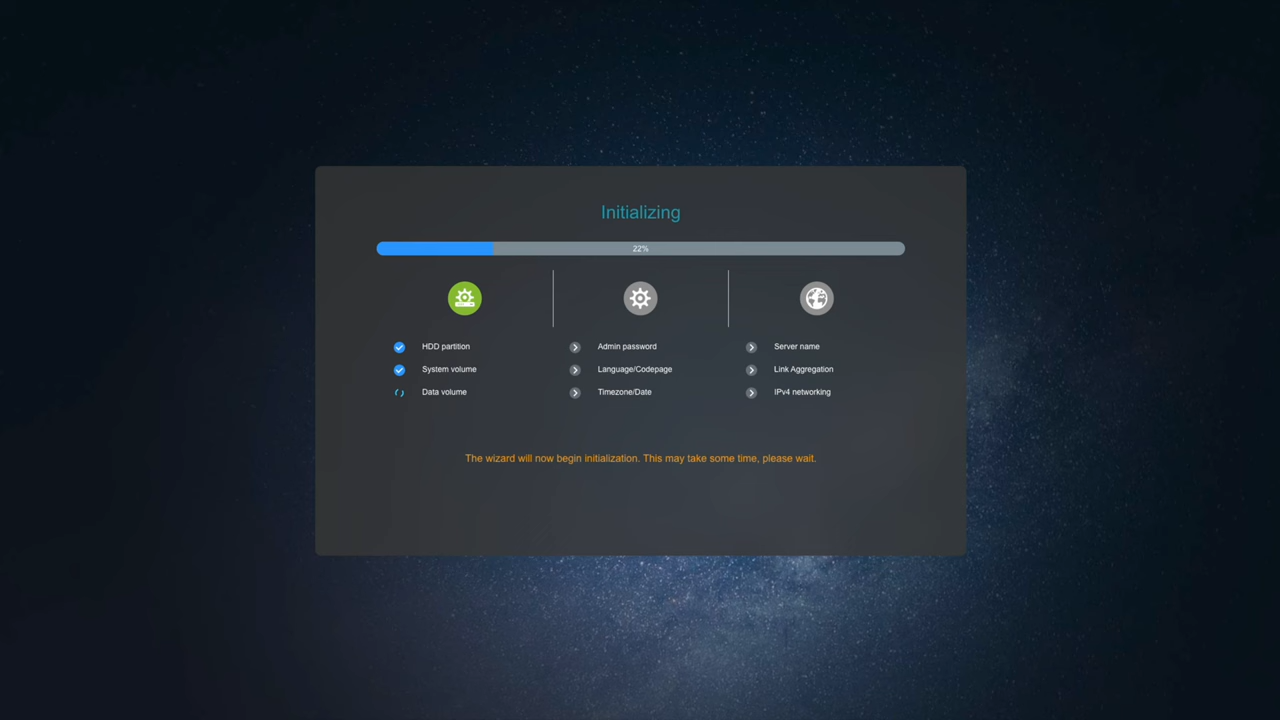 Initializing
22%
HDD partition
System volume
Data volume
Admin password
Language/Codepage
Timezone/Date
Server name
Link Aggregation
IPv4 networking
The wizard will now begin initialization. This may take some time, please wait.